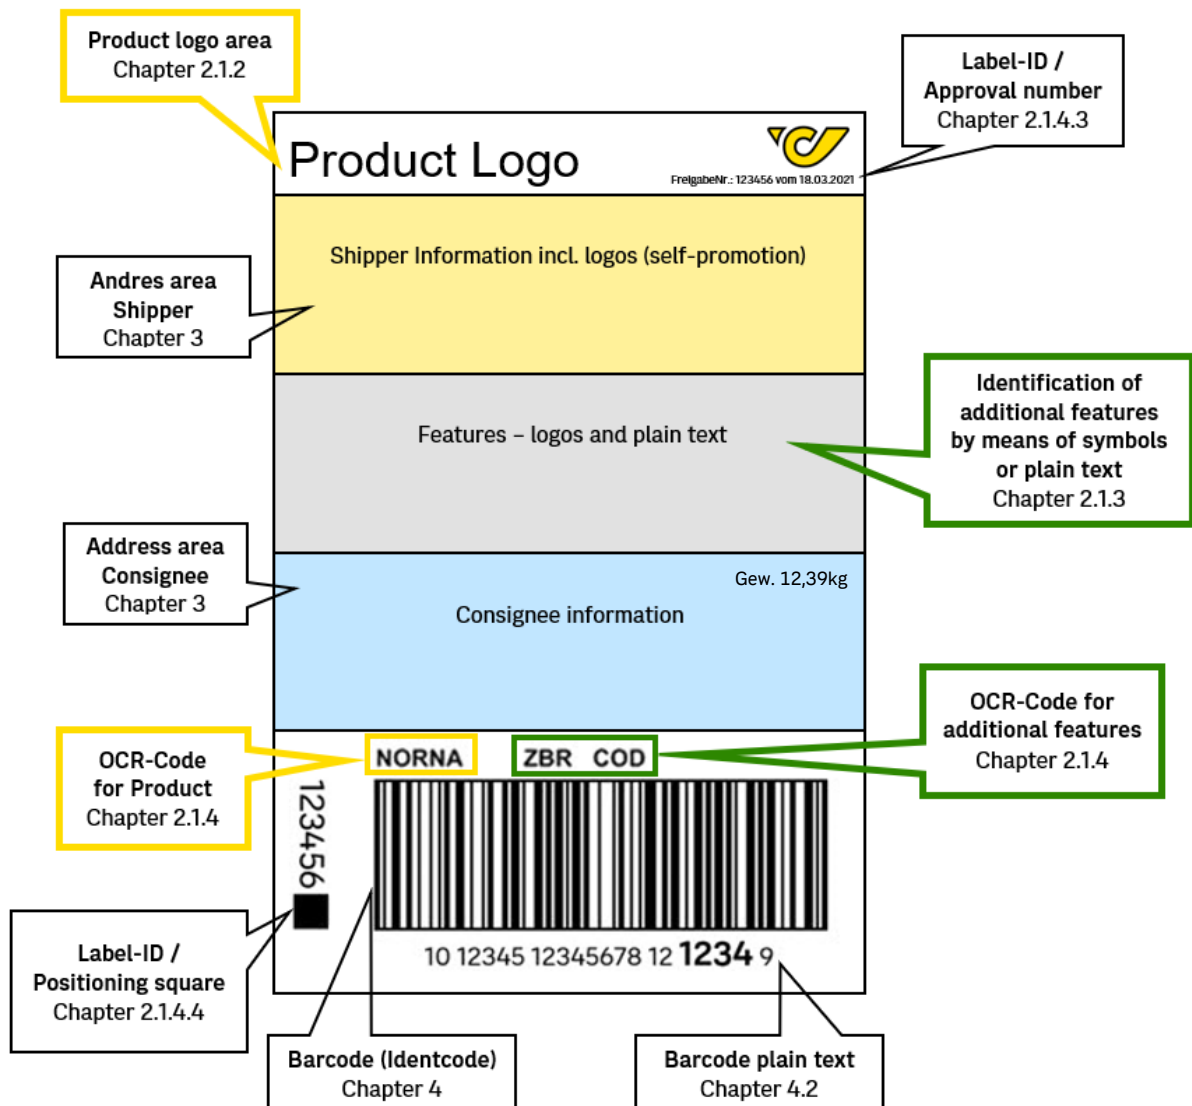 Product logo area
Chapter 2.1.2
Label-ID /
Approval number
Chapter 2.1.4.3
Product Logo
FreigabeNr.: 123456 vom 18.03.2021
Shipper Information incl. logos (self-promotion)
Andres area
Shipper
Chapter 3
Features – logos and plain text
Identification of
additional features
by means of symbols
or plain text
Chapter 2.1.3
Address area
Consignee
Chapter 3
Gew. 12,39kg
Consignee information
OCR-Code
for Product
Chapter 2.1.4
NORNA ZBR COD
OCR-Code for
additional features
Chapter 2.1.4
123456
10 12345 12345678 12 1234 9
Label-ID /
Positioning square
Chapter 2.1.4.4
Barcode (Identcode)
Chapter 4
Barcode plain text
Chapter 4.2